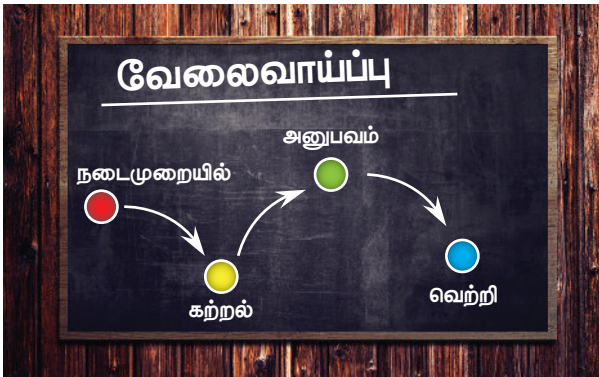 வேலைவாய்ப்பு
அனுபவம்
நடைமுறையில்
கற்றல்
வெற்றி